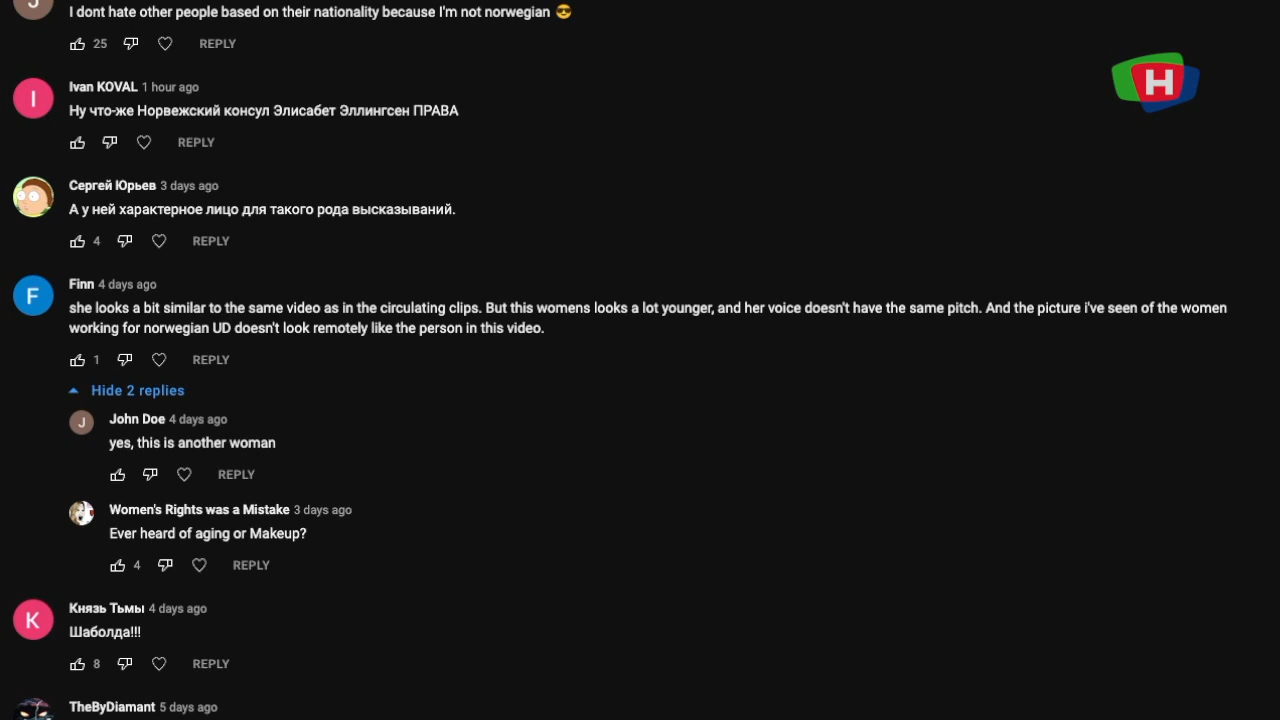 J
I dont hate other people based on their nationality because I'm not norwegian 😎
25 REPLY
H
I
Ivan KOVAL 1 hour ago
Ну что-же Норвежский консул Элисабет Эллингсен ПРАВА
REPLY
Сергей Юрьев 3 days ago
А у ней характерное лицо для такого рода высказываний.
4 REPLY
F
Finn 4 days ago
she looks a bit similar to the same video as in the circulating clips. But this womens looks a lot younger, and her voice doesn't have the same pitch. And the picture i've seen of the women
working for norwegian UD doesn't look remotely like the person in this video.
1 REPLY
Hide 2 replies
J
John Doe 4 days ago
yes, this is another woman
REPLY
Women's Rights was a Mistake 3 days ago
Ever heard of aging or Makeup?
4 REPLY
K
Князь Тьмы 4 days ago
Шаболда!!!
8 REPLY
TheByDiamant 5 days ago